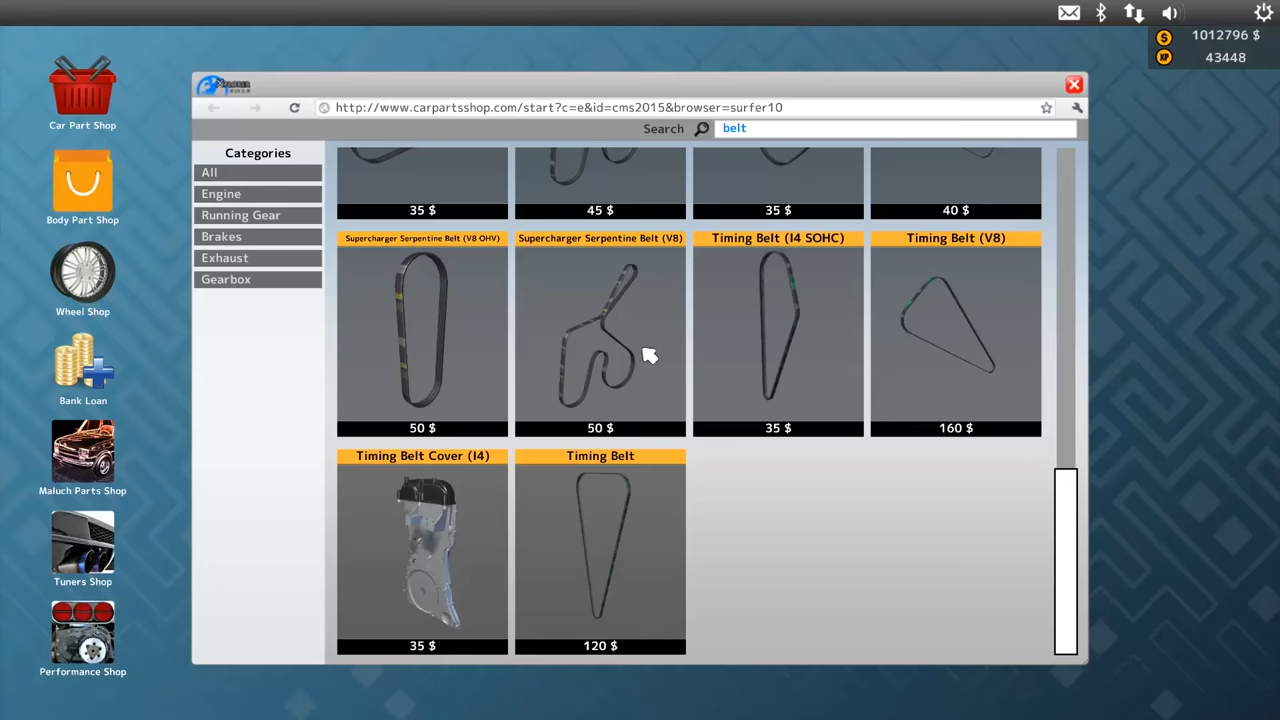 1012796 $
43448
Car Part Shop
Body Part Shop
Wheel Shop
Bank Loan
Maluch Parts Shop
Tuners Shop
Performance Shop
http://www.carpartsshop.com/start?c=e&id=cms2015&browser=surfer10
Search belt
Categories
All
Engine
Running Gear
Brakes
Exhaust
Gearbox
35 $
45 $
35 $
40 $
Supercharger Serpentine Belt (V8 OHV)
50 $
Supercharger Serpentine Belt (V8)
50 $
Timing Belt (I4 SOHC)
35 $
Timing Belt (V8)
160 $
Timing Belt Cover (I4)
35 $
Timing Belt
120 $